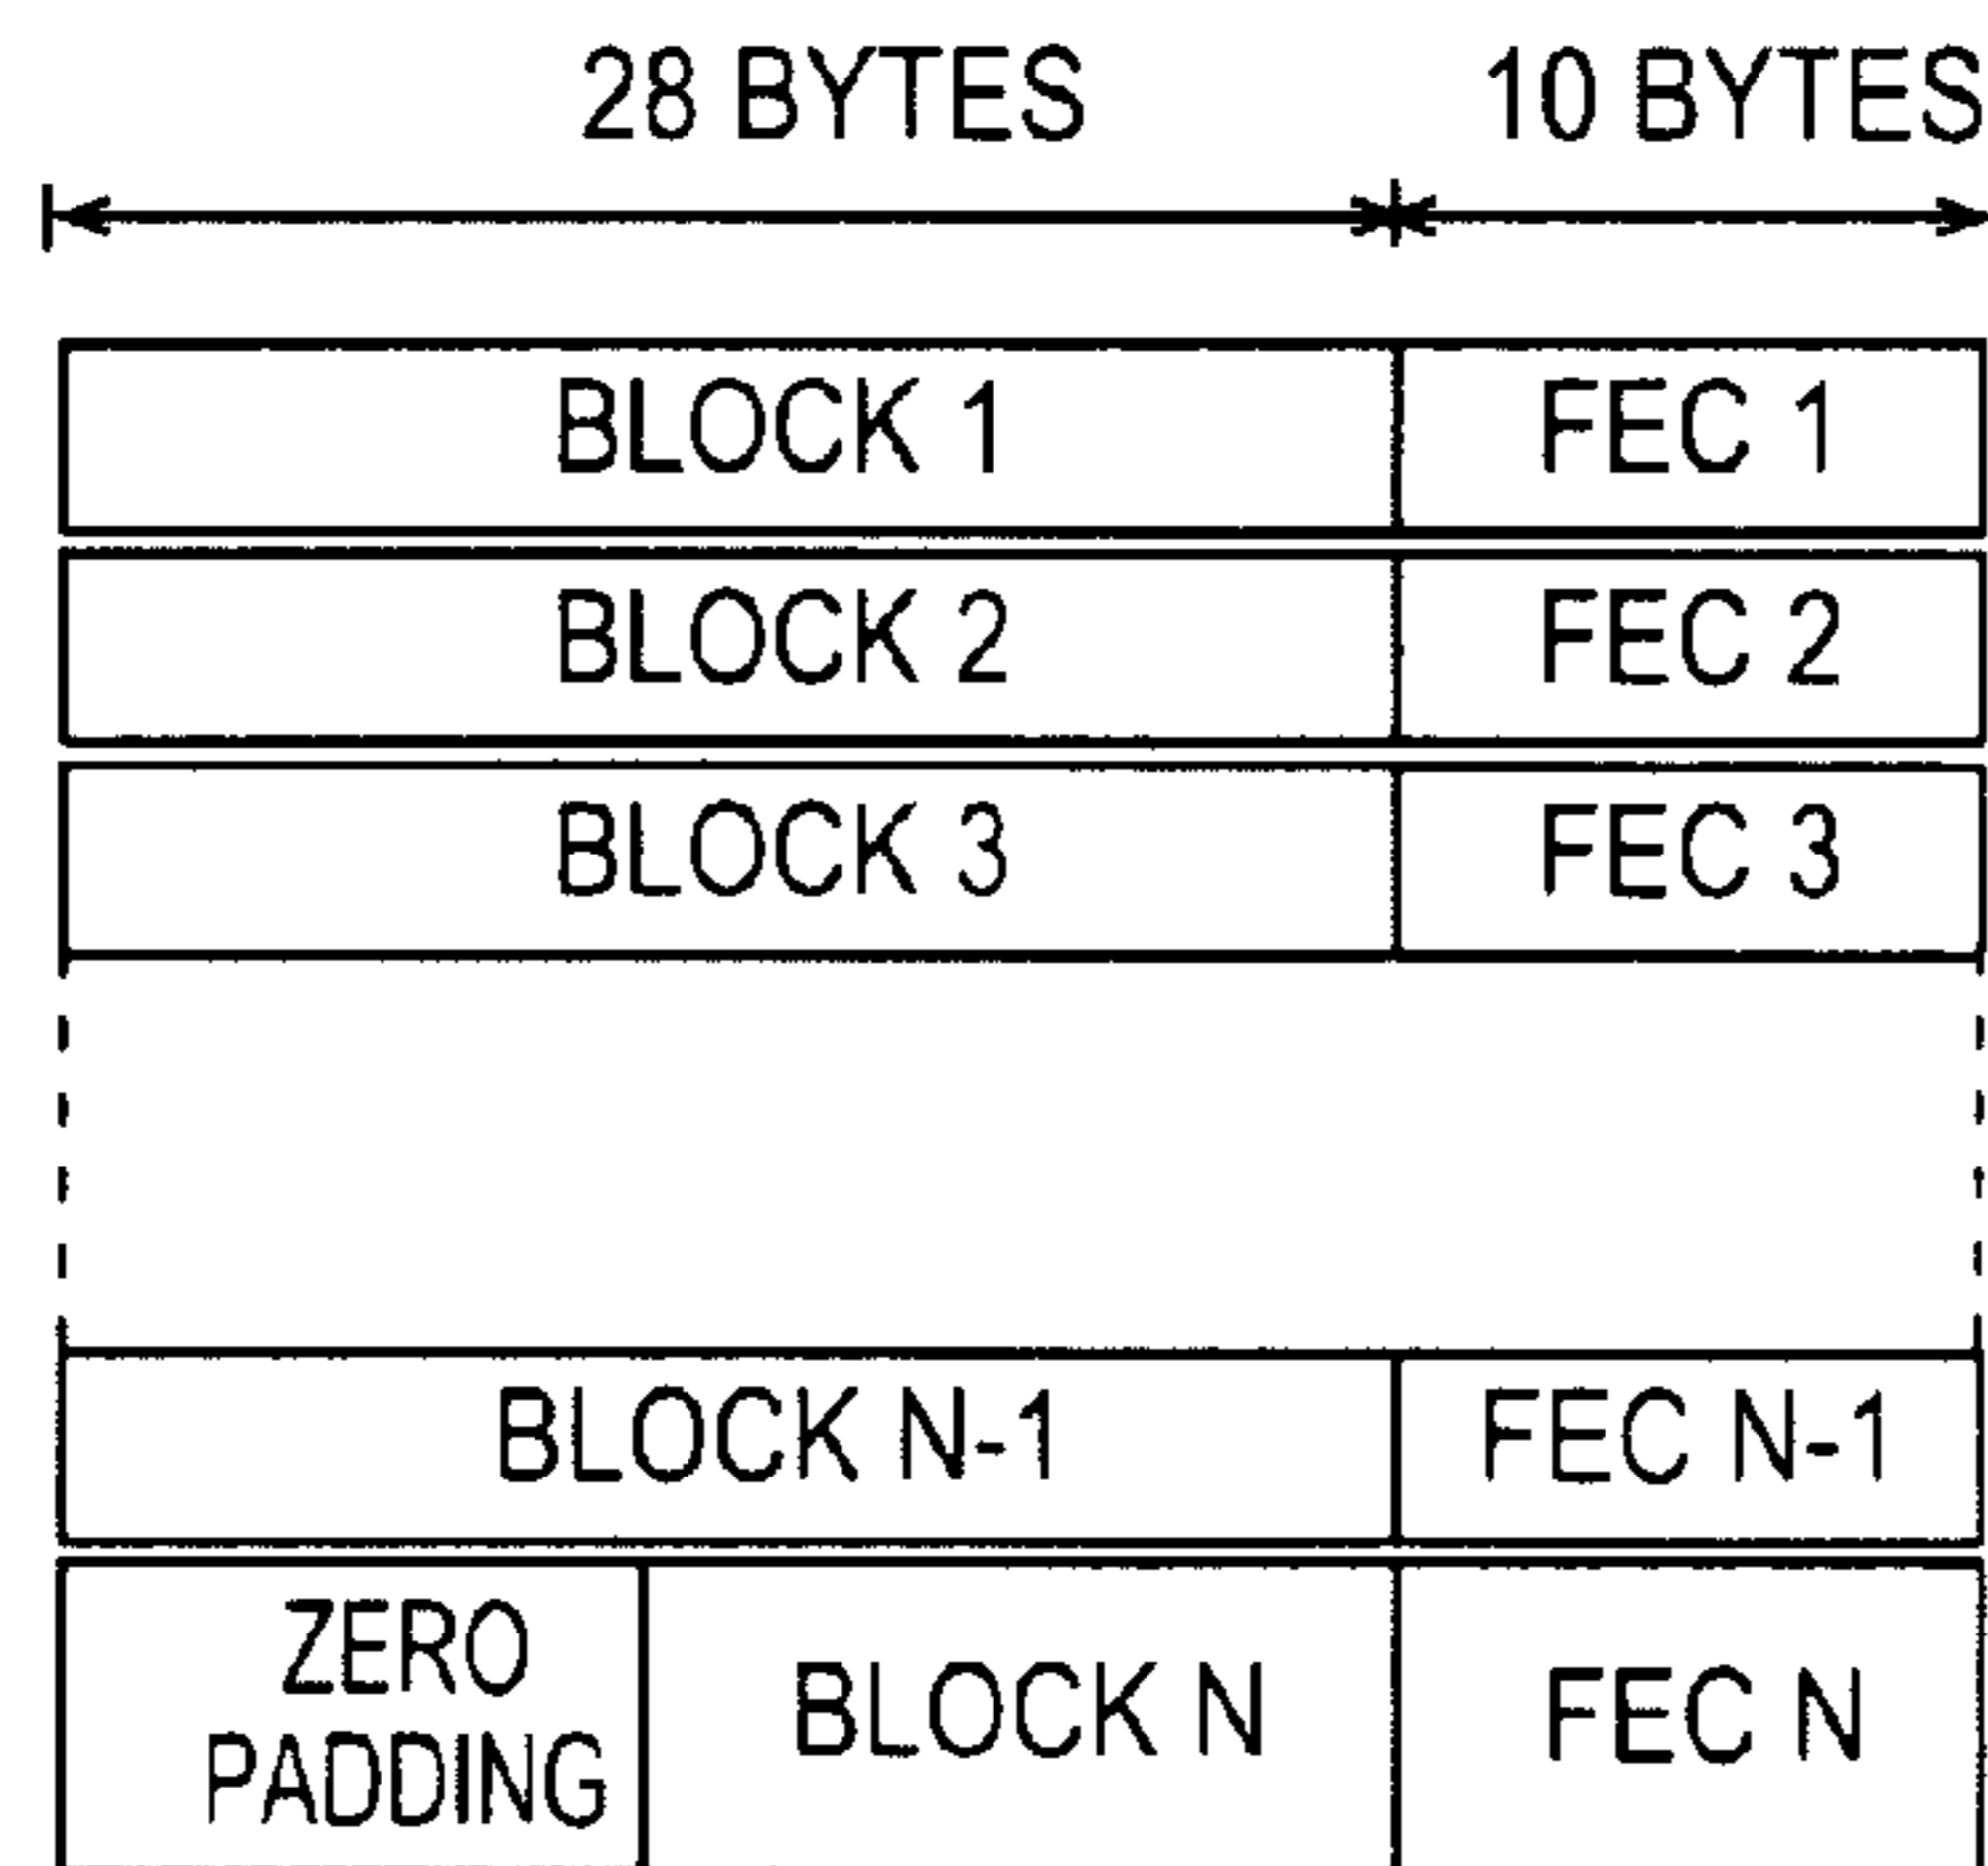 28 BYTES 10 BYTES
BLOCK 1 FEC 1
BLOCK 2 FEC 2
BLOCK 3 FEC 3
BLOCK N-1 FEC N-1
ZERO
PADDING
BLOCK N FEC N